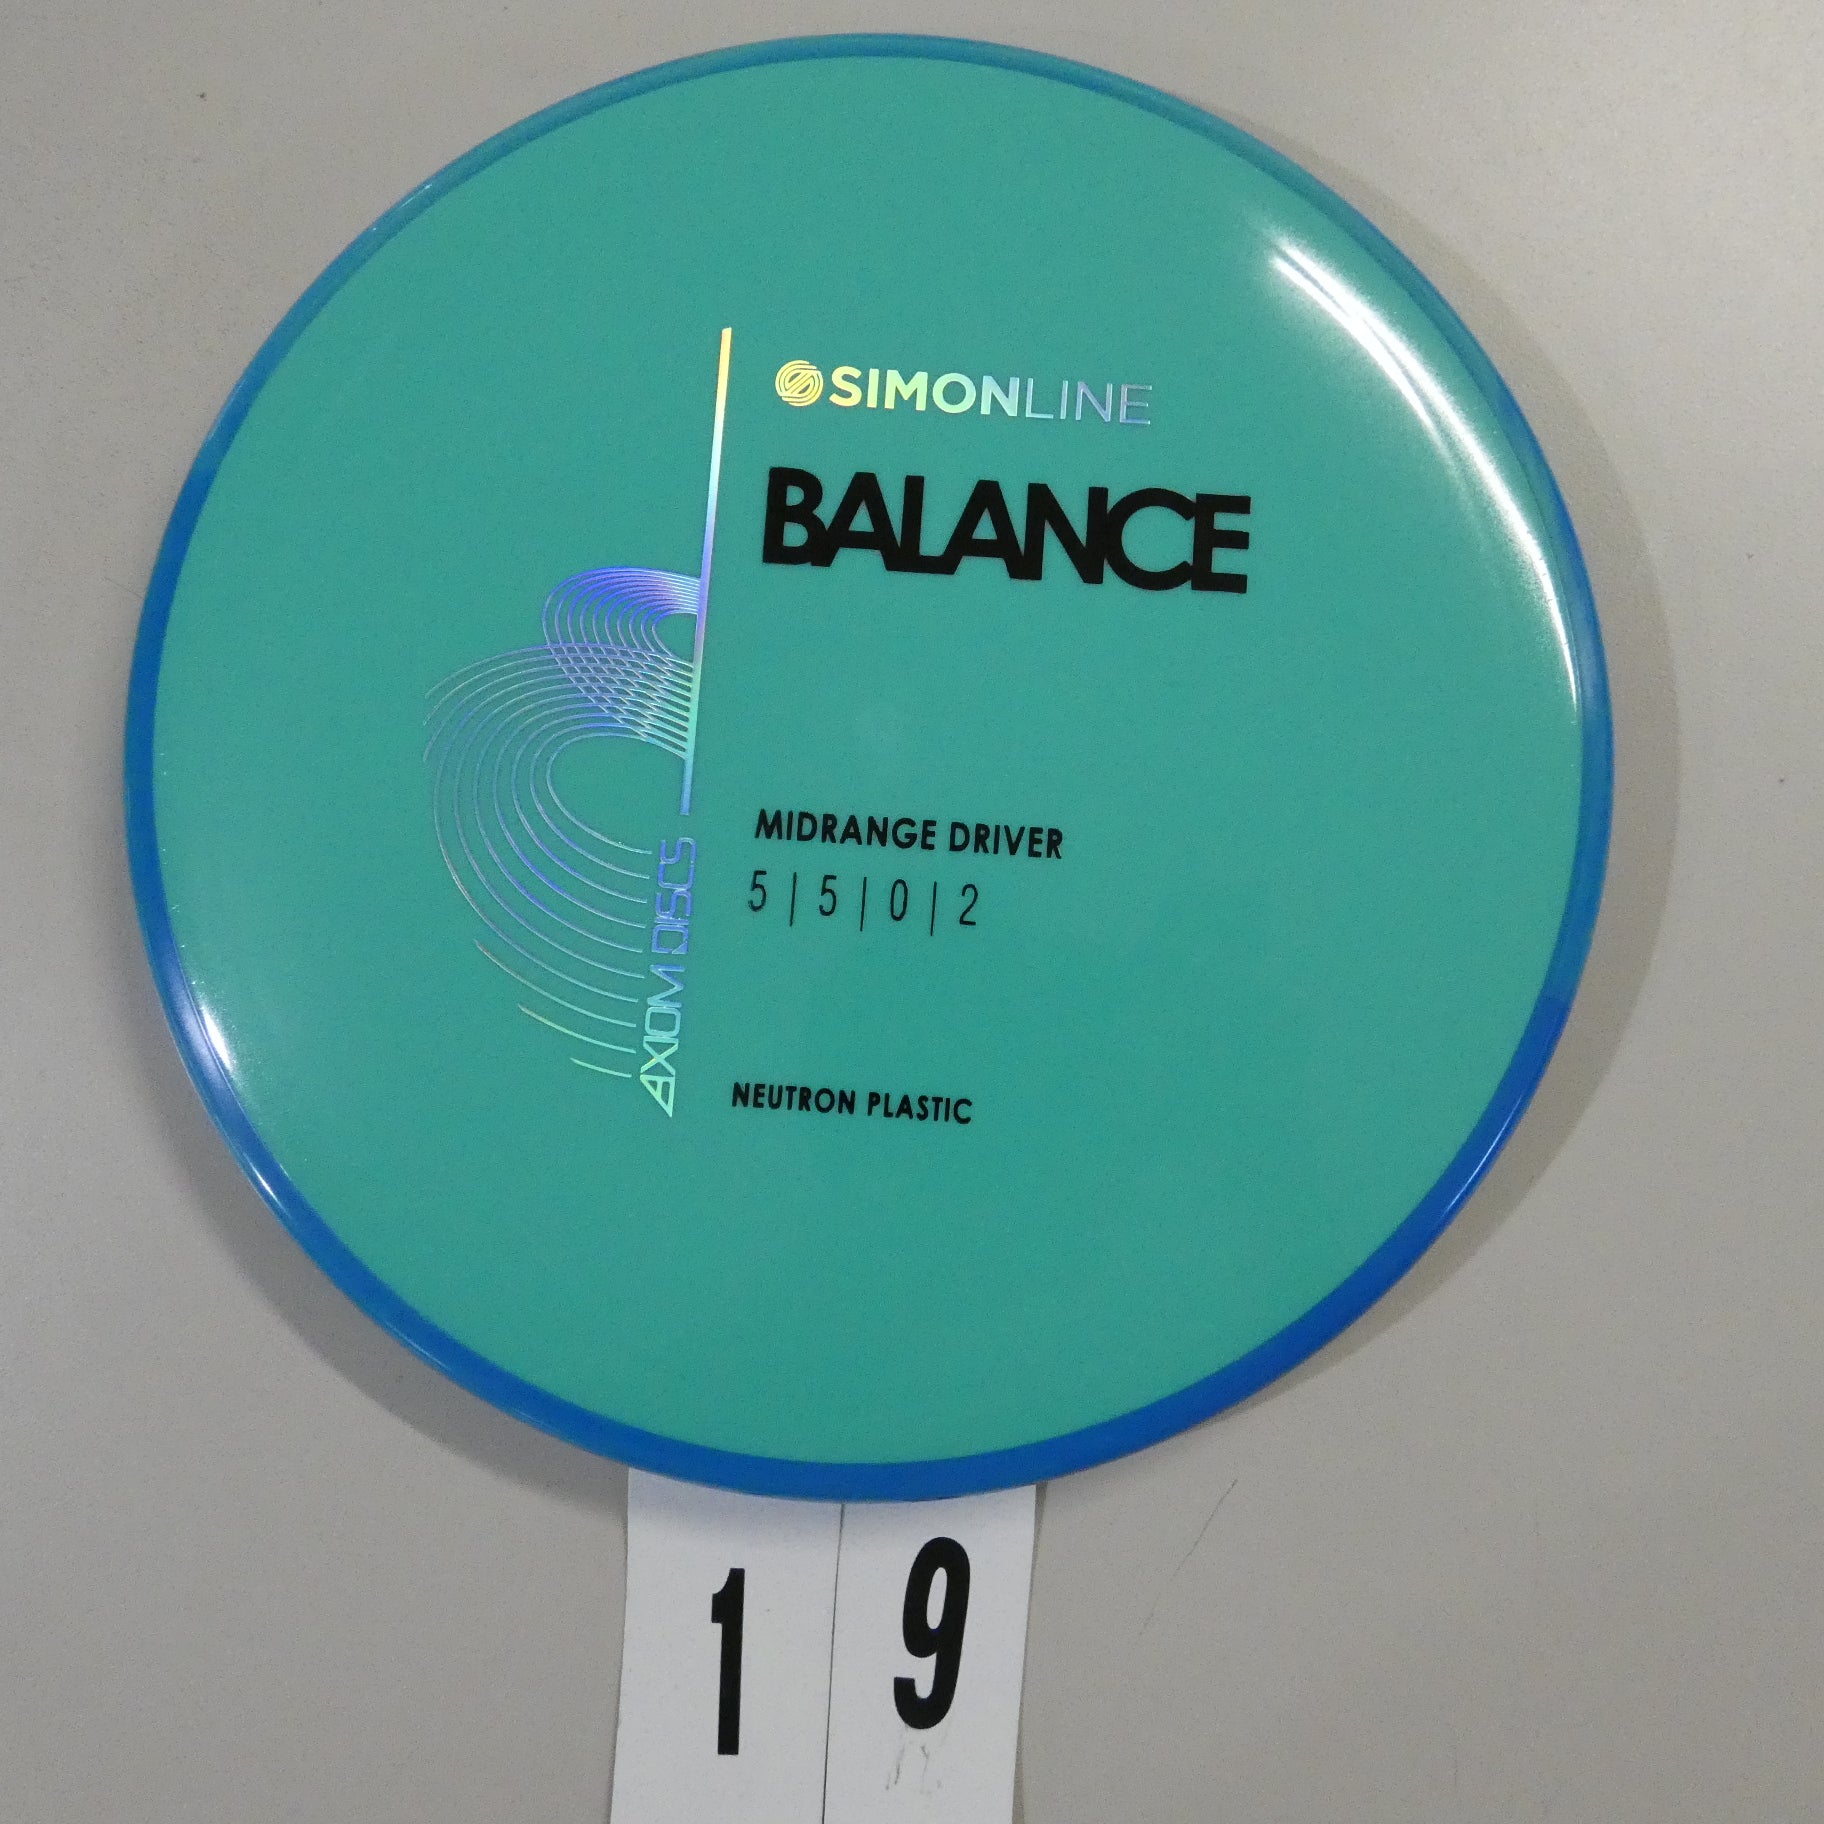 SIMONLINE
BALANCE
MIDRANGE DRIVER
5 | 5 | 0 | 2
AXIOM DISCS
NEUTRON PLASTIC
1 9